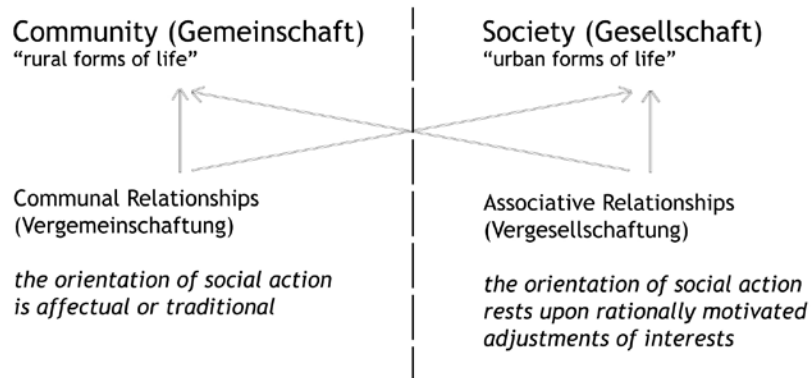 Community (Gemeinschaft)
“rural forms of life”
Communal Relationships
(Vergemeinschaftung)
the orientation of social action
is affectual or traditional
Society (Gesellschaft)
“urban forms of life”
Associative Relationships
(Vergesellschaftung)
the orientation of social action
rests upon rationally motivated
adjustments of interests